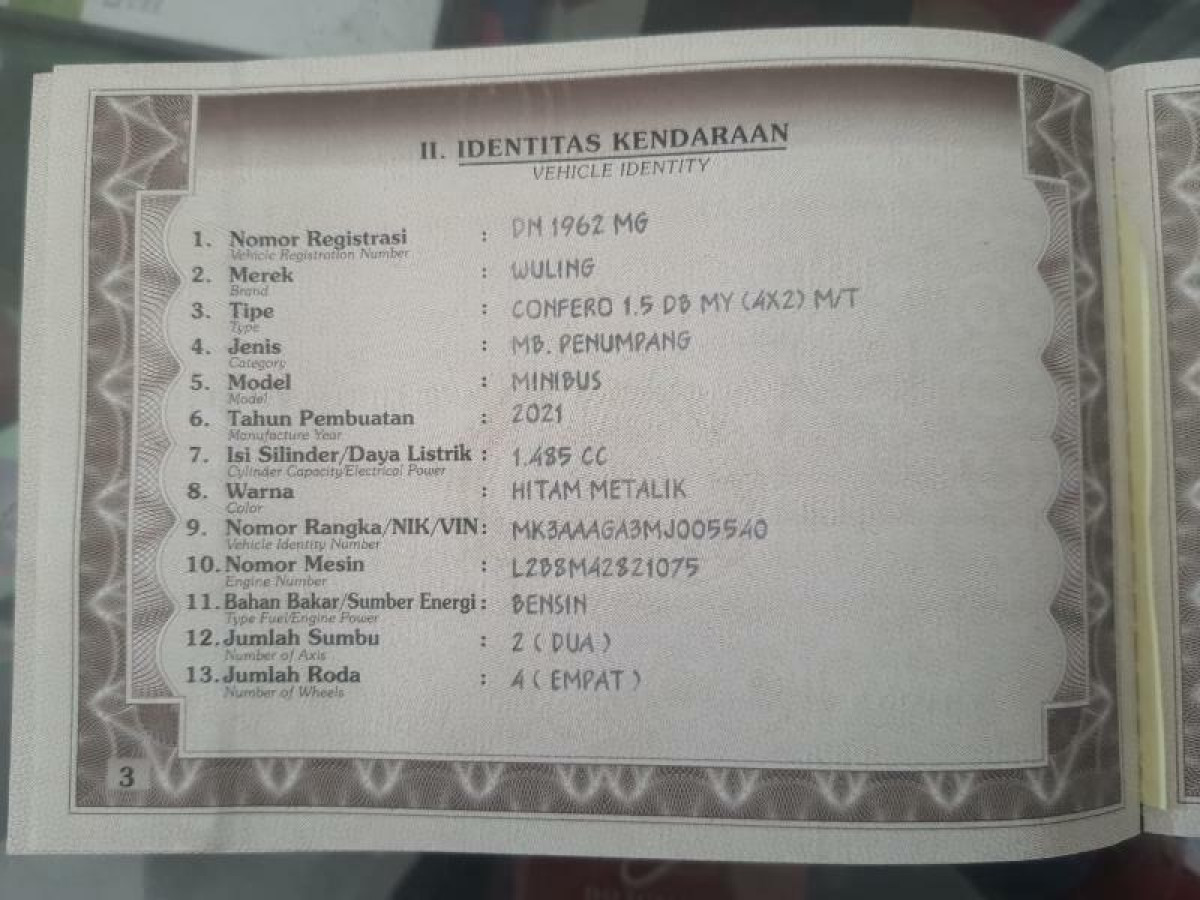 II. IDENTITAS KENDARAAN
VEHICLE IDENTITY
1. Nomor Registrasi : DN 1962 MG
Vehicle Registration Number
2. Merek : WULING
Brand
3. Tipe : CONFERO 1.5 DB MY (4X2) M/T
Type
4. Jenis : MB. PENUMPANG
Category
5. Model : MINIBUS
Model
6. Tahun Pembuatan : 2021
Manufacture Year
7. Isi Silinder/Daya Listrik : 1.485 CC
Cylinder Capacity/Electrical Power
8. Warna : HITAM METALIK
Color
9. Nomor Rangka/NIK/VIN : MK3AAAGA3MJ005540
Vehicle Identity Number
10. Nomor Mesin : L2B8M42821075
Engine Number
11. Bahan Bakar/Sumber Energi : BENSIN
Type Fuel/Engine Power
12. Jumlah Sumbu : 2 ( DUA )
Number of Axis
13. Jumlah Roda : 4 ( EMPAT )
Number of Wheels
3